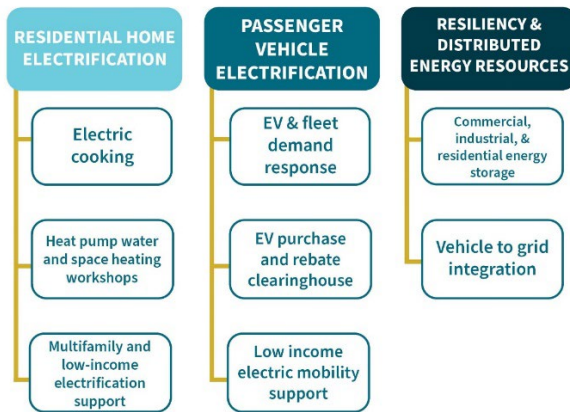 RESIDENTIAL HOME
ELECTRIFICATION
Electric
cooking
Heat pump water
and space heating
workshops
Multifamily and
low-income
electrification
support
PASSENGER
VEHICLE
ELECTRIFICATION
EV & fleet
demand
response
EV purchase
and rebate
clearinghouse
Low income
electric mobility
support
RESILIENCY &
DISTRIBUTED
ENERGY RESOURCES
Commercial,
industrial, &
residential energy
storage
Vehicle to grid
integration